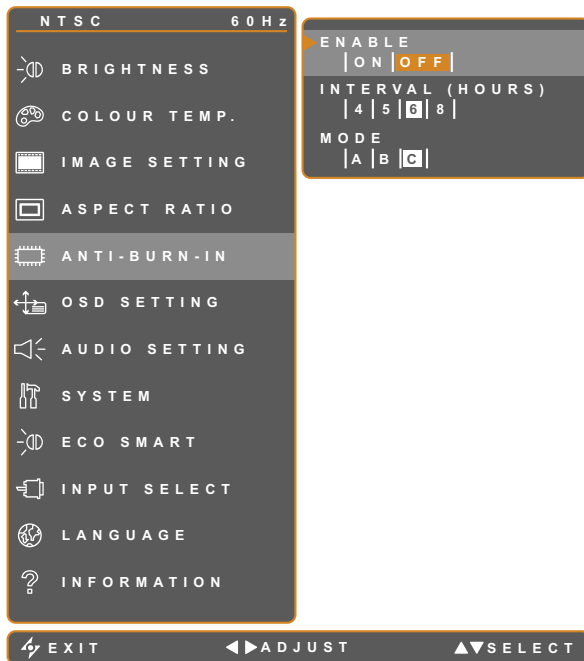 NTSC 60Hz
BRIGHTNESS
COLOUR TEMP.
IMAGE SETTING
ASPECT RATIO
ANTI-BURN-IN
OSD SETTING
AUDIO SETTING
SYSTEM
ECO SMART
INPUT SELECT
LANGUAGE
INFORMATION
ENABLE
ON OFF
INTERVAL (HOURS)
4 5 6 8
MODE
A B C
EXIT ADJUST SELECT